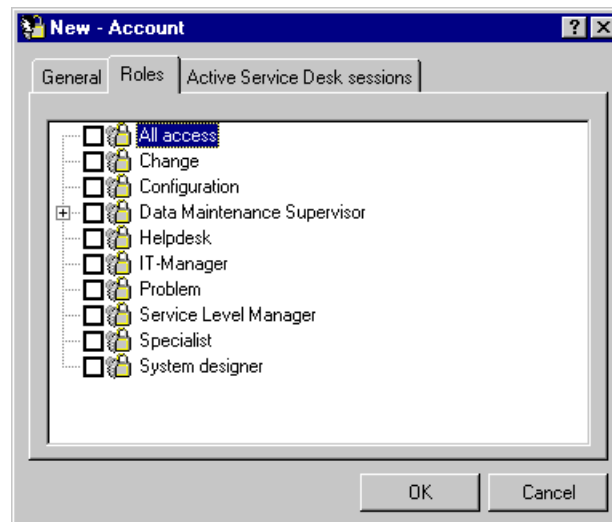 New - Account
General Roles Active Service Desk sessions
All access
Change
Configuration
Data Maintenance Supervisor
Helpdesk
IT-Manager
Problem
Service Level Manager
Specialist
System designer
OK Cancel